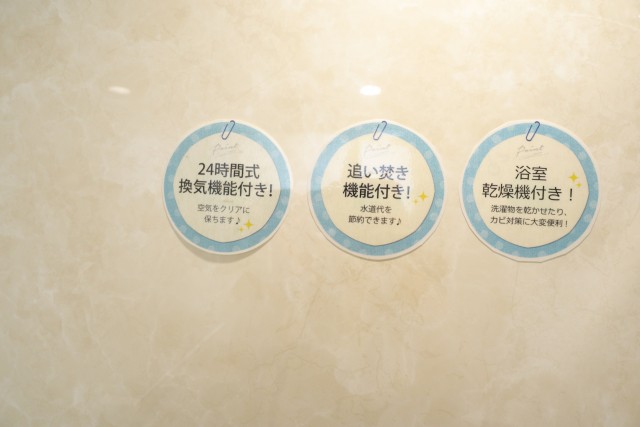 Point
24時間式
換気機能付き!
空気をクリアに
保ちます♪
Point
追い焚き
機能付き!
水道代を
節約できます♪
Point
浴室
乾燥機付き!
洗濯物を乾かせたり、
カビ対策に大変便利!